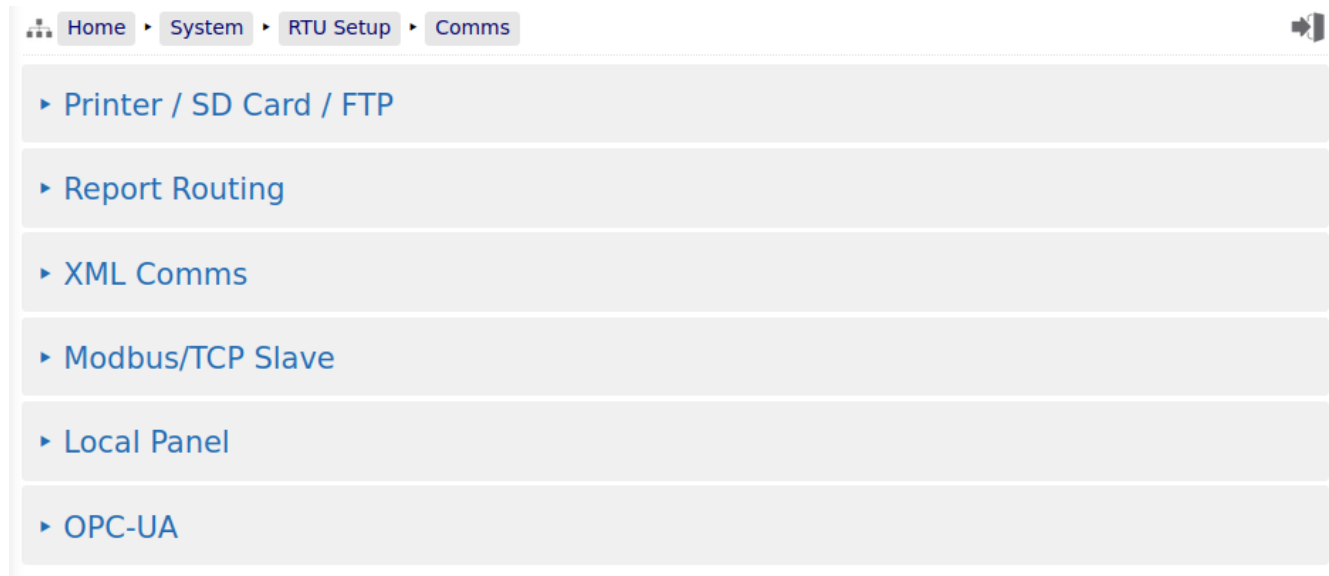 Home ‣ System ‣ RTU Setup ‣ Comms
‣ Printer / SD Card / FTP
‣ Report Routing
‣ XML Comms
‣ Modbus/TCP Slave
‣ Local Panel
‣ OPC-UA